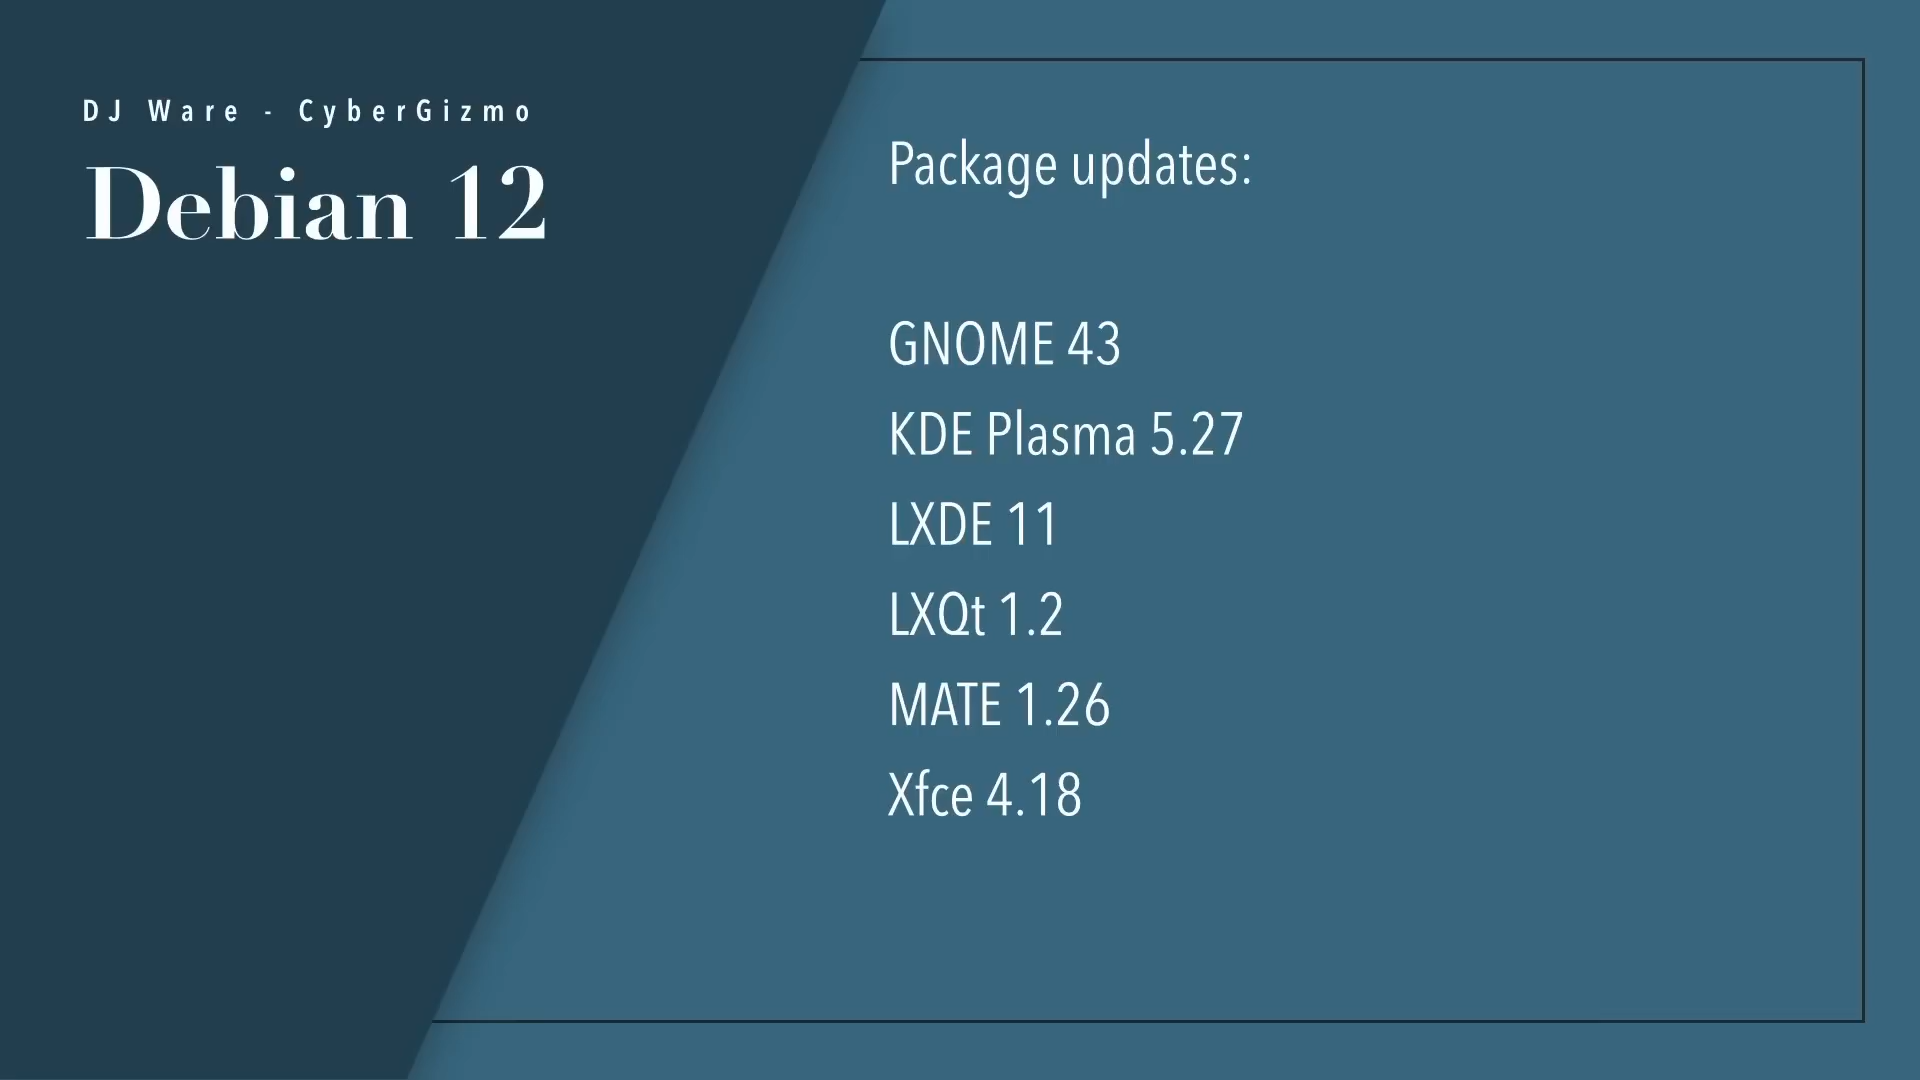 DJ Ware - CyberGizmo
Debian 12
Package updates:
GNOME 43
KDE Plasma 5.27
LXDE 11
LXQt 1.2
MATE 1.26
Xfce 4.18